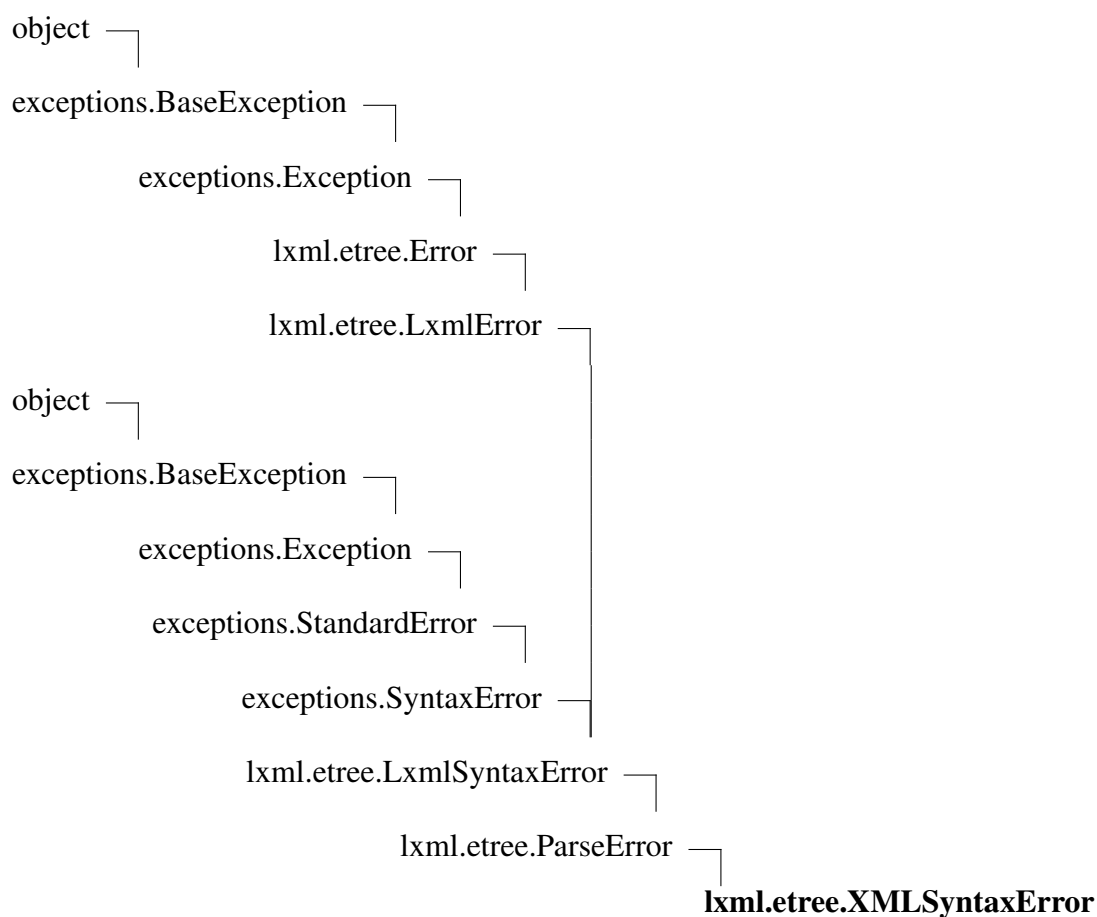 object
exceptions.BaseException
exceptions.Exception
lxml.etree.Error
lxml.etree.LxmlError
object
exceptions.BaseException
exceptions.Exception
exceptions.StandardError
exceptions.SyntaxError
lxml.etree.LxmlSyntaxError
lxml.etree.ParseError
lxml.etree.XMLSyntaxError